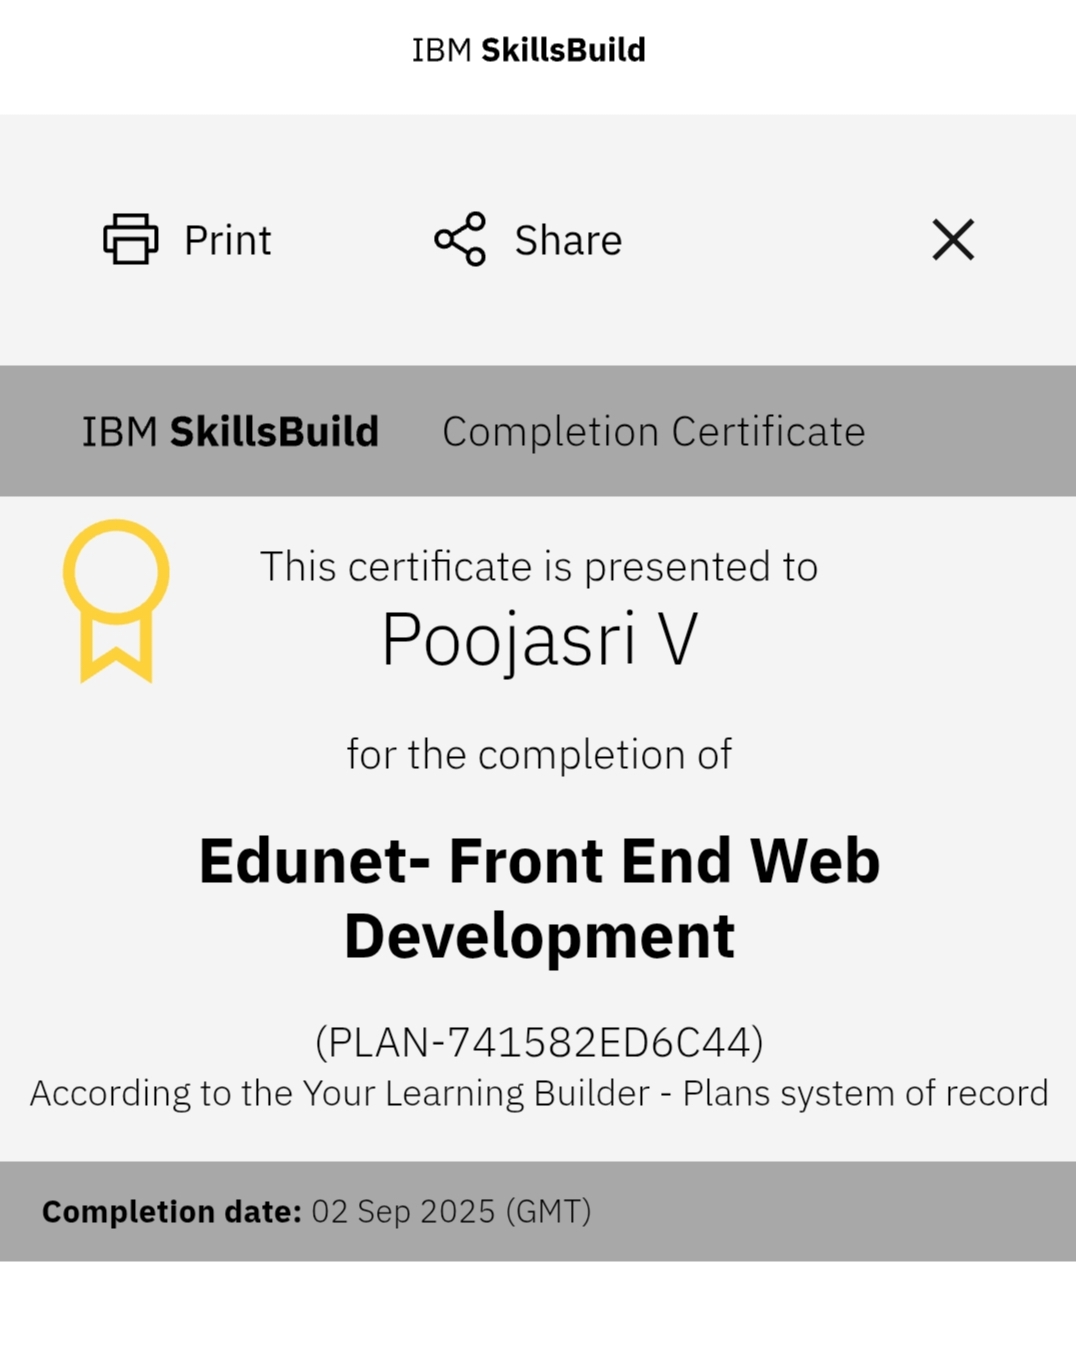 IBM SkillsBuild
Print
Share
IBM SkillsBuild Completion Certificate
This certificate is presented to
Poojasri V
for the completion of
Edunet- Front End Web
Development
(PLAN-741582ED6C44)
According to the Your Learning Builder - Plans system of record
Completion date: 02 Sep 2025 (GMT)